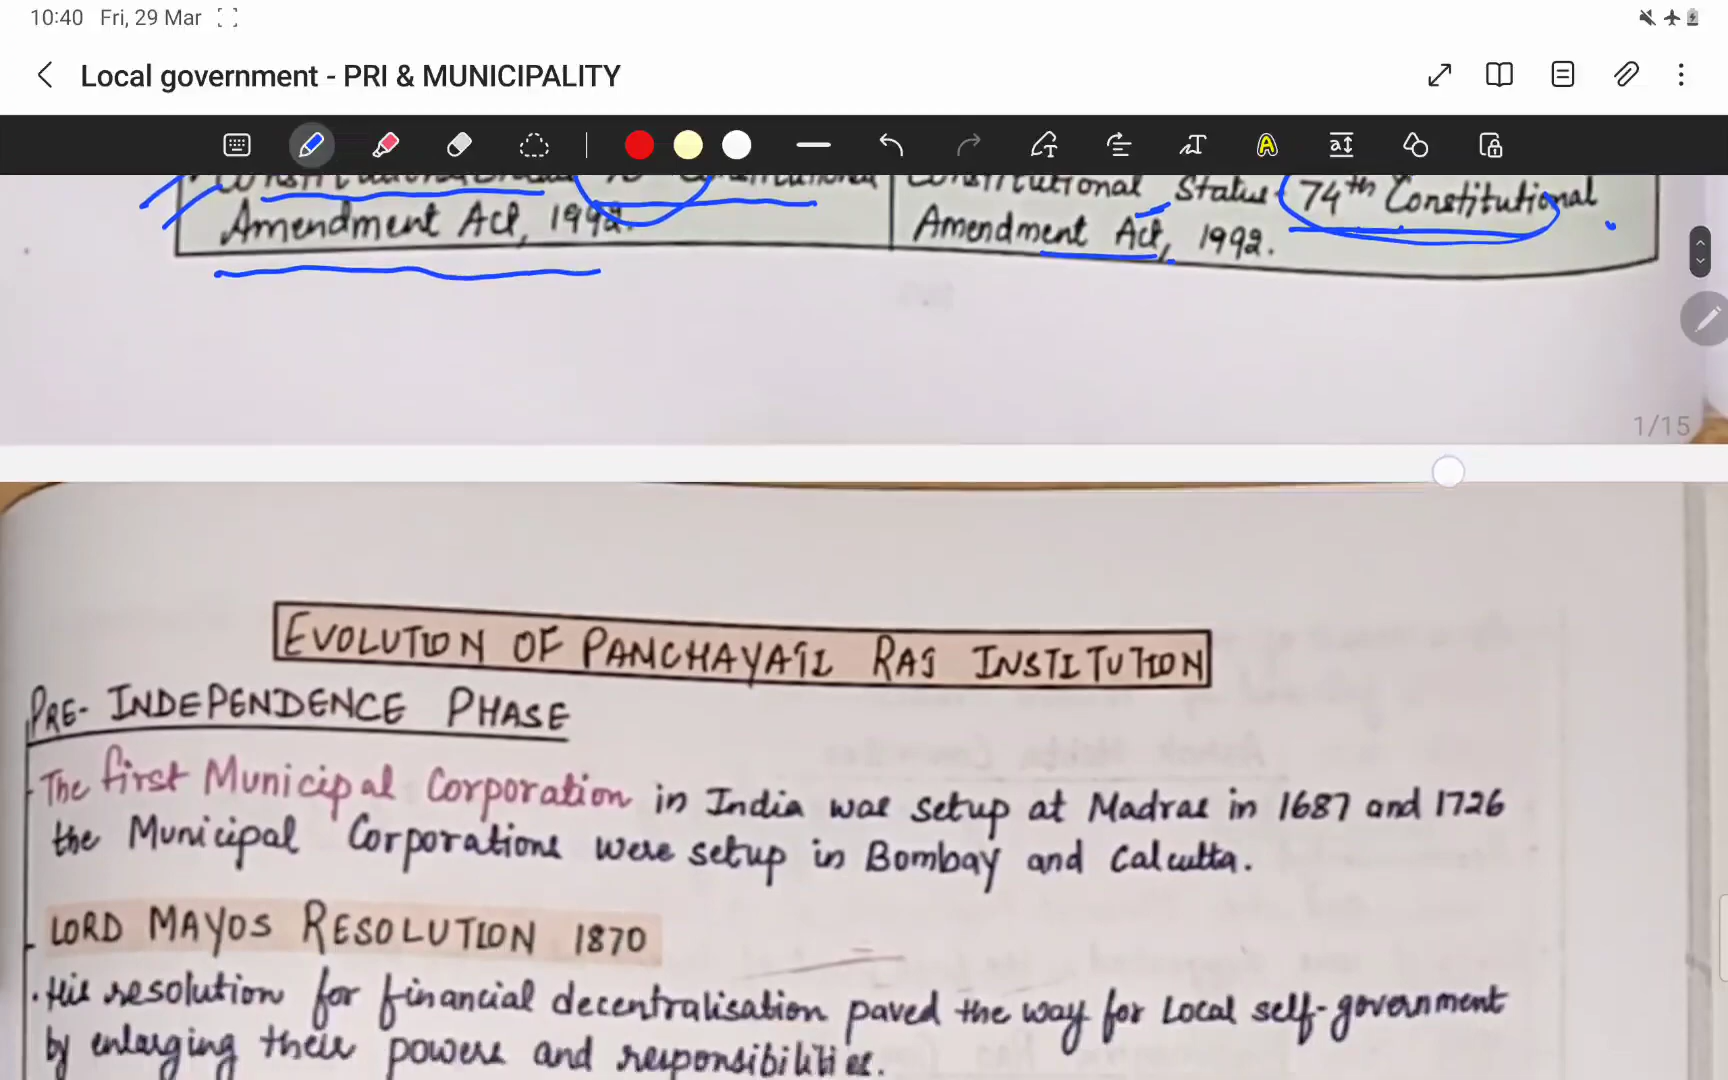 10:40 Fri, 29 Mar
Local government - PRI & MUNICIPALITY
Amendment Act, 1992.
Constitutional Status 74th Constitutional
Amendment Act, 1992.
1/15
EVOLUTION OF PANCHAYATI RAJ INSTITUTION
PRE-INDEPENDENCE PHASE
The first Municipal Corporation in India was setup at Madras in 1687 and 1726
the Municipal Corporations were setup in Bombay and Calcutta.
LORD MAYOS RESOLUTION 1870
. His resolution for financial decentralisation paved the way for Local self-government
by enlarging their powers and responsibilities.